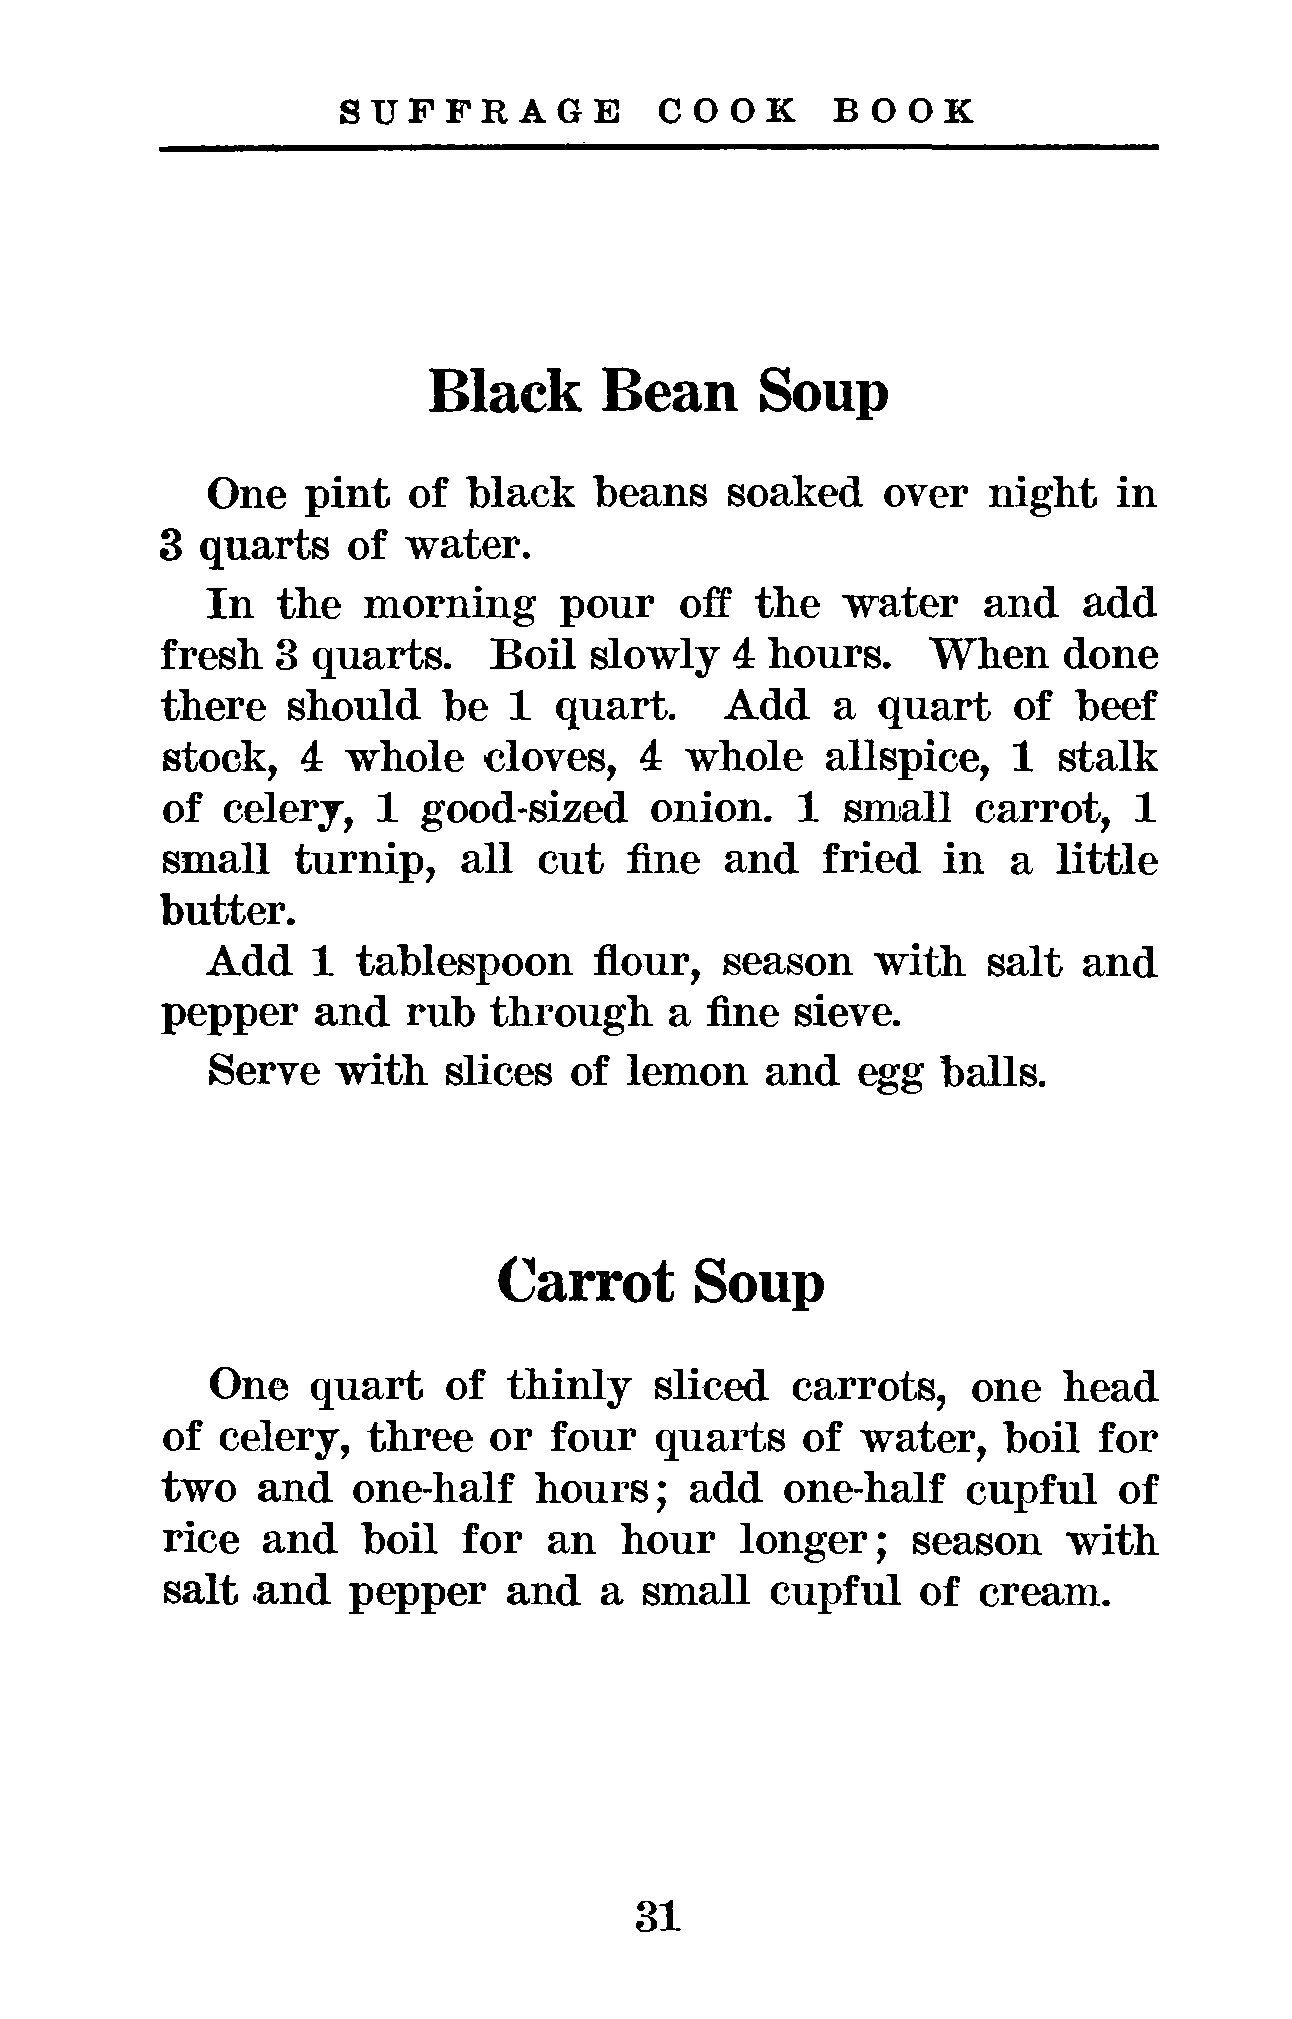 SUFFRAGE COOK BOOK
Black Bean Soup
One pint of black beans soaked over night in
3 quarts of water.
In the morning pour off the water and add
fresh 3 quarts. Boil slowly 4 hours. When done
there should be 1 quart. Add a quart of beef
stock, 4 whole cloves, 4 whole allspice, 1 stalk
of celery, 1 good-sized onion. 1 small carrot, 1
small turnip, all cut fine and fried in a little
butter.
Add 1 tablespoon flour, season with salt and
pepper and rub through a fine sieve.
Serve with slices of lemon and egg balls.
Carrot Soup
One quart of thinly sliced carrots, one head
of celery, three or four quarts of water, boil for
two and one-half hours; add one-half cupful of
rice and boil for an hour longer; season with
salt and pepper and a small cupful of cream.
31